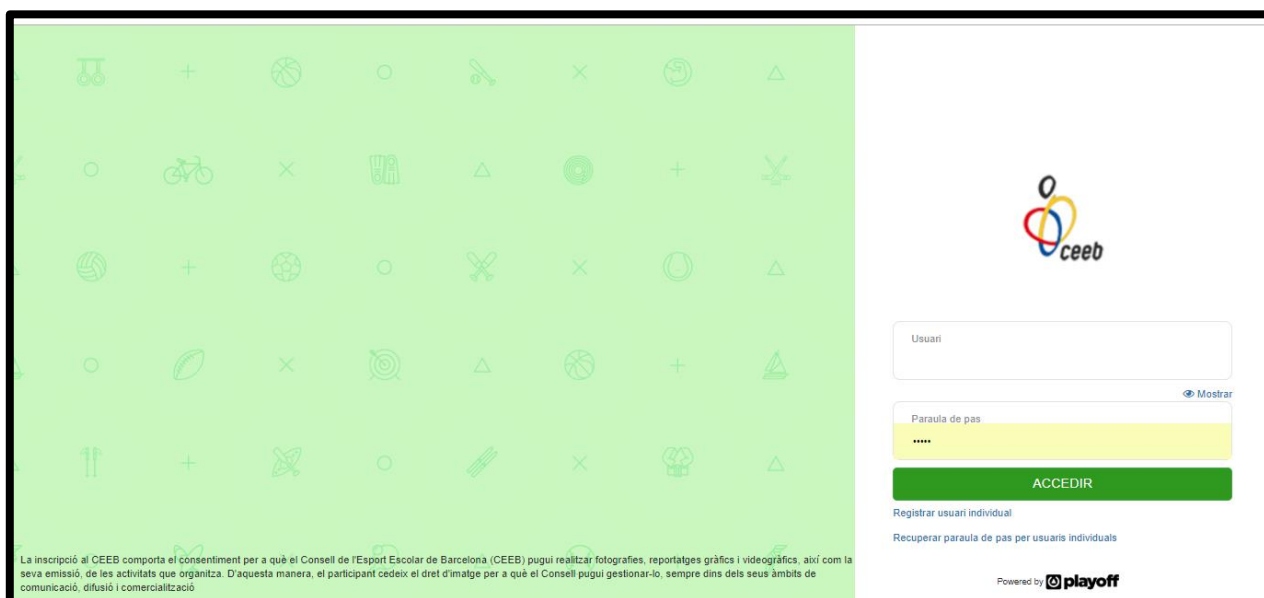 La inscripció al CEEB comporta el consentiment per a què el Consell de l'Esport Escolar de Barcelona (CEEB) pugui realitzar fotografies, reportatges gràfics i videogràfics, així com la
seva emissió, de les activitats que organitza. D'aquesta manera, el participant cedeix el dret d'imatge per a què el Consell pugui gestionar-lo, sempre dins dels seus àmbits de
comunicació, difusió i comercialització
ceeb
Usuari
Mostrar
Paraula de pas
•••••
ACCEDIR
Registrar usuari individual
Recuperar paraula de pas per usuaris individuals
Powered by playoff